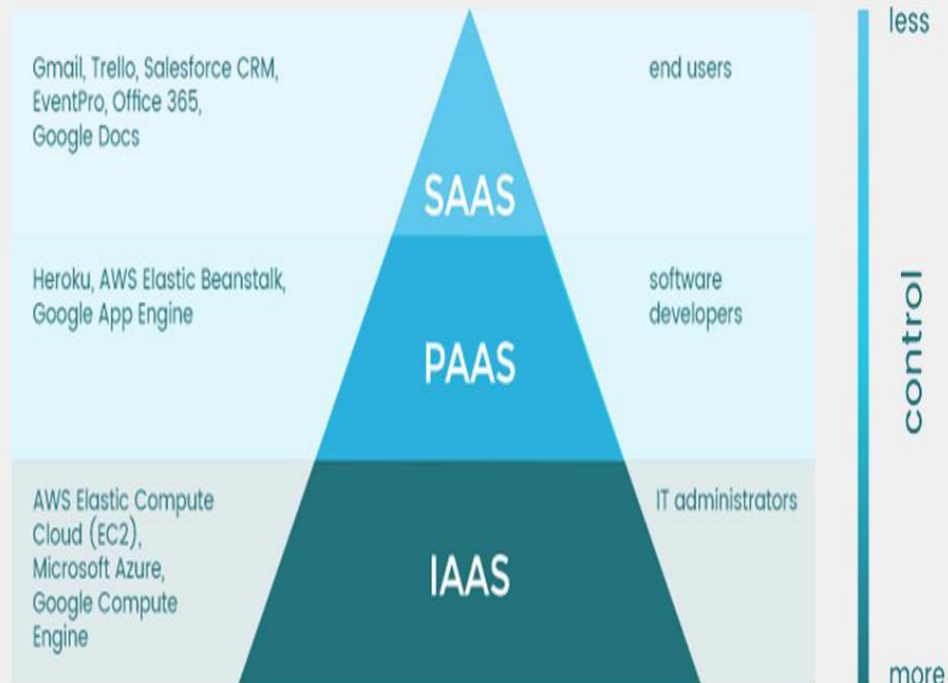 less
Gmail, Trello, Salesforce CRM,
EventPro, Office 365,
Google Docs
SAAS
end users
Heroku, AWS Elastic Beanstalk,
Google App Engine
PAAS
software
developers
control
AWS Elastic Compute
Cloud (EC2),
Microsoft Azure,
Google Compute
Engine
IAAS
IT administrators
more